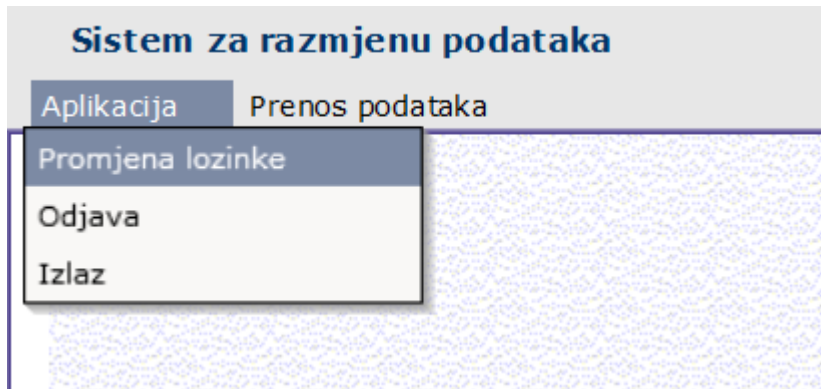 Sistem za razmjenu podataka
Aplikacija Prenos podataka
Promjena lozinke
Odjava
Izlaz